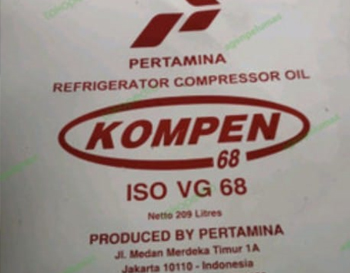 PERTAMINA
REFRIGERATOR COMPRESSOR OIL
KOMPEN
68
ISO VG 68
Netto 209 Litres
PRODUCED BY PERTAMINA
Jl. Medan Merdeka Timur 1A
Jakarta 10110 - Indonesia